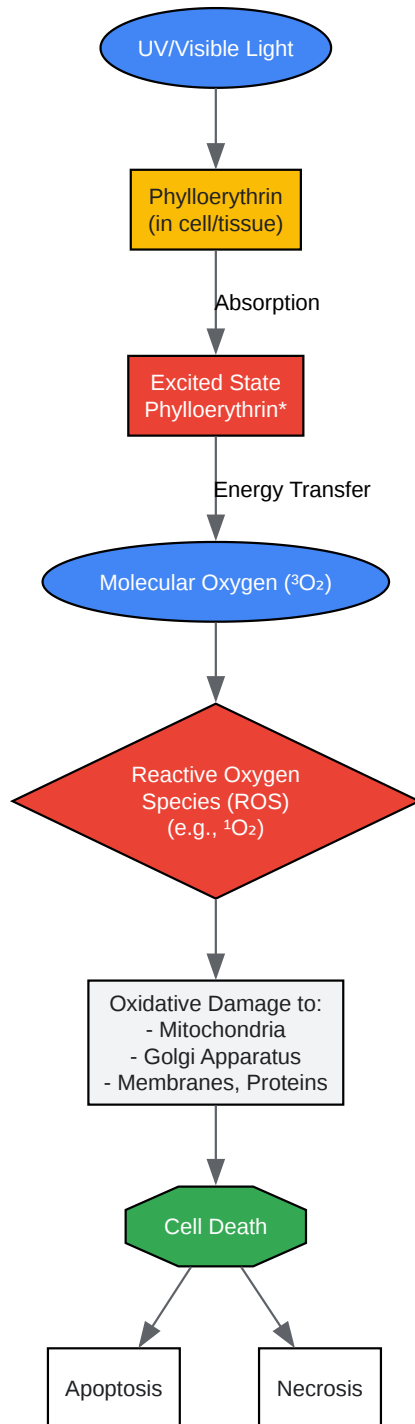 UV/Visible Light
Phylloerythrin
(in cell/tissue)
Absorption
Excited State
Phylloerythrin*
Energy Transfer
Molecular Oxygen (³O₂)
Reactive Oxygen
Species (ROS)
(e.g., ¹O₂)
Oxidative Damage to:
- Mitochondria
- Golgi Apparatus
- Membranes, Proteins
Cell Death
Apoptosis
Necrosis